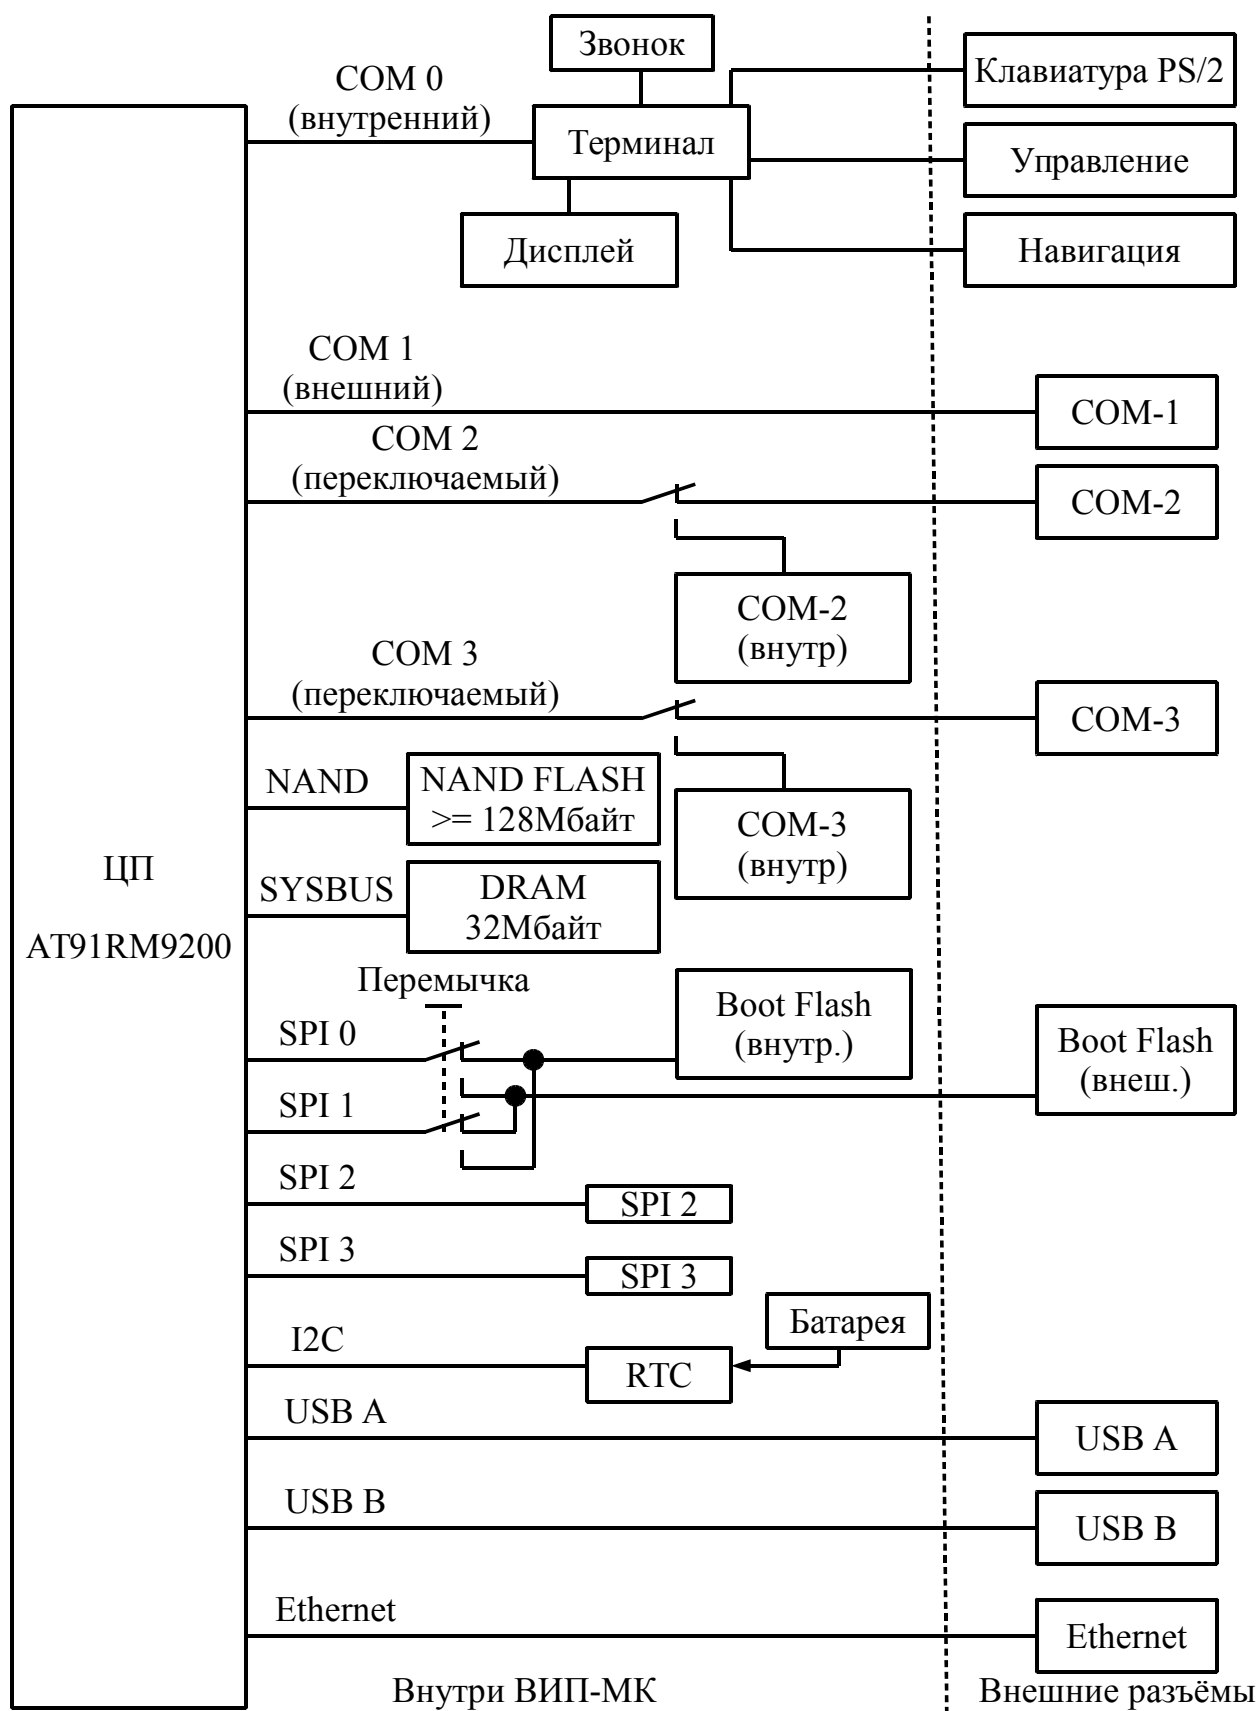 Звонок
COM 0
(внутренний)
Терминал
Клавиатура PS/2
Управление
Дисплей
Навигация
COM 1
(внешний)
COM-1
COM 2
(переключаемый)
COM-2
COM-2
(внутр)
COM 3
(переключаемый)
COM-3
COM-3
(внутр)
NAND
NAND FLASH
>= 128Мбайт
ЦП
AT91RM9200
SYSBUS
DRAM
32Мбайт
Перемычка
SPI 0
Boot Flash
(внутр.)
Boot Flash
(внеш.)
SPI 1
SPI 2
SPI 2
SPI 3
SPI 3
I2C
Батарея
RTC
USB A
USB A
USB B
USB B
Ethernet
Ethernet
Внутри ВИП-МК
Внешние разъёмы